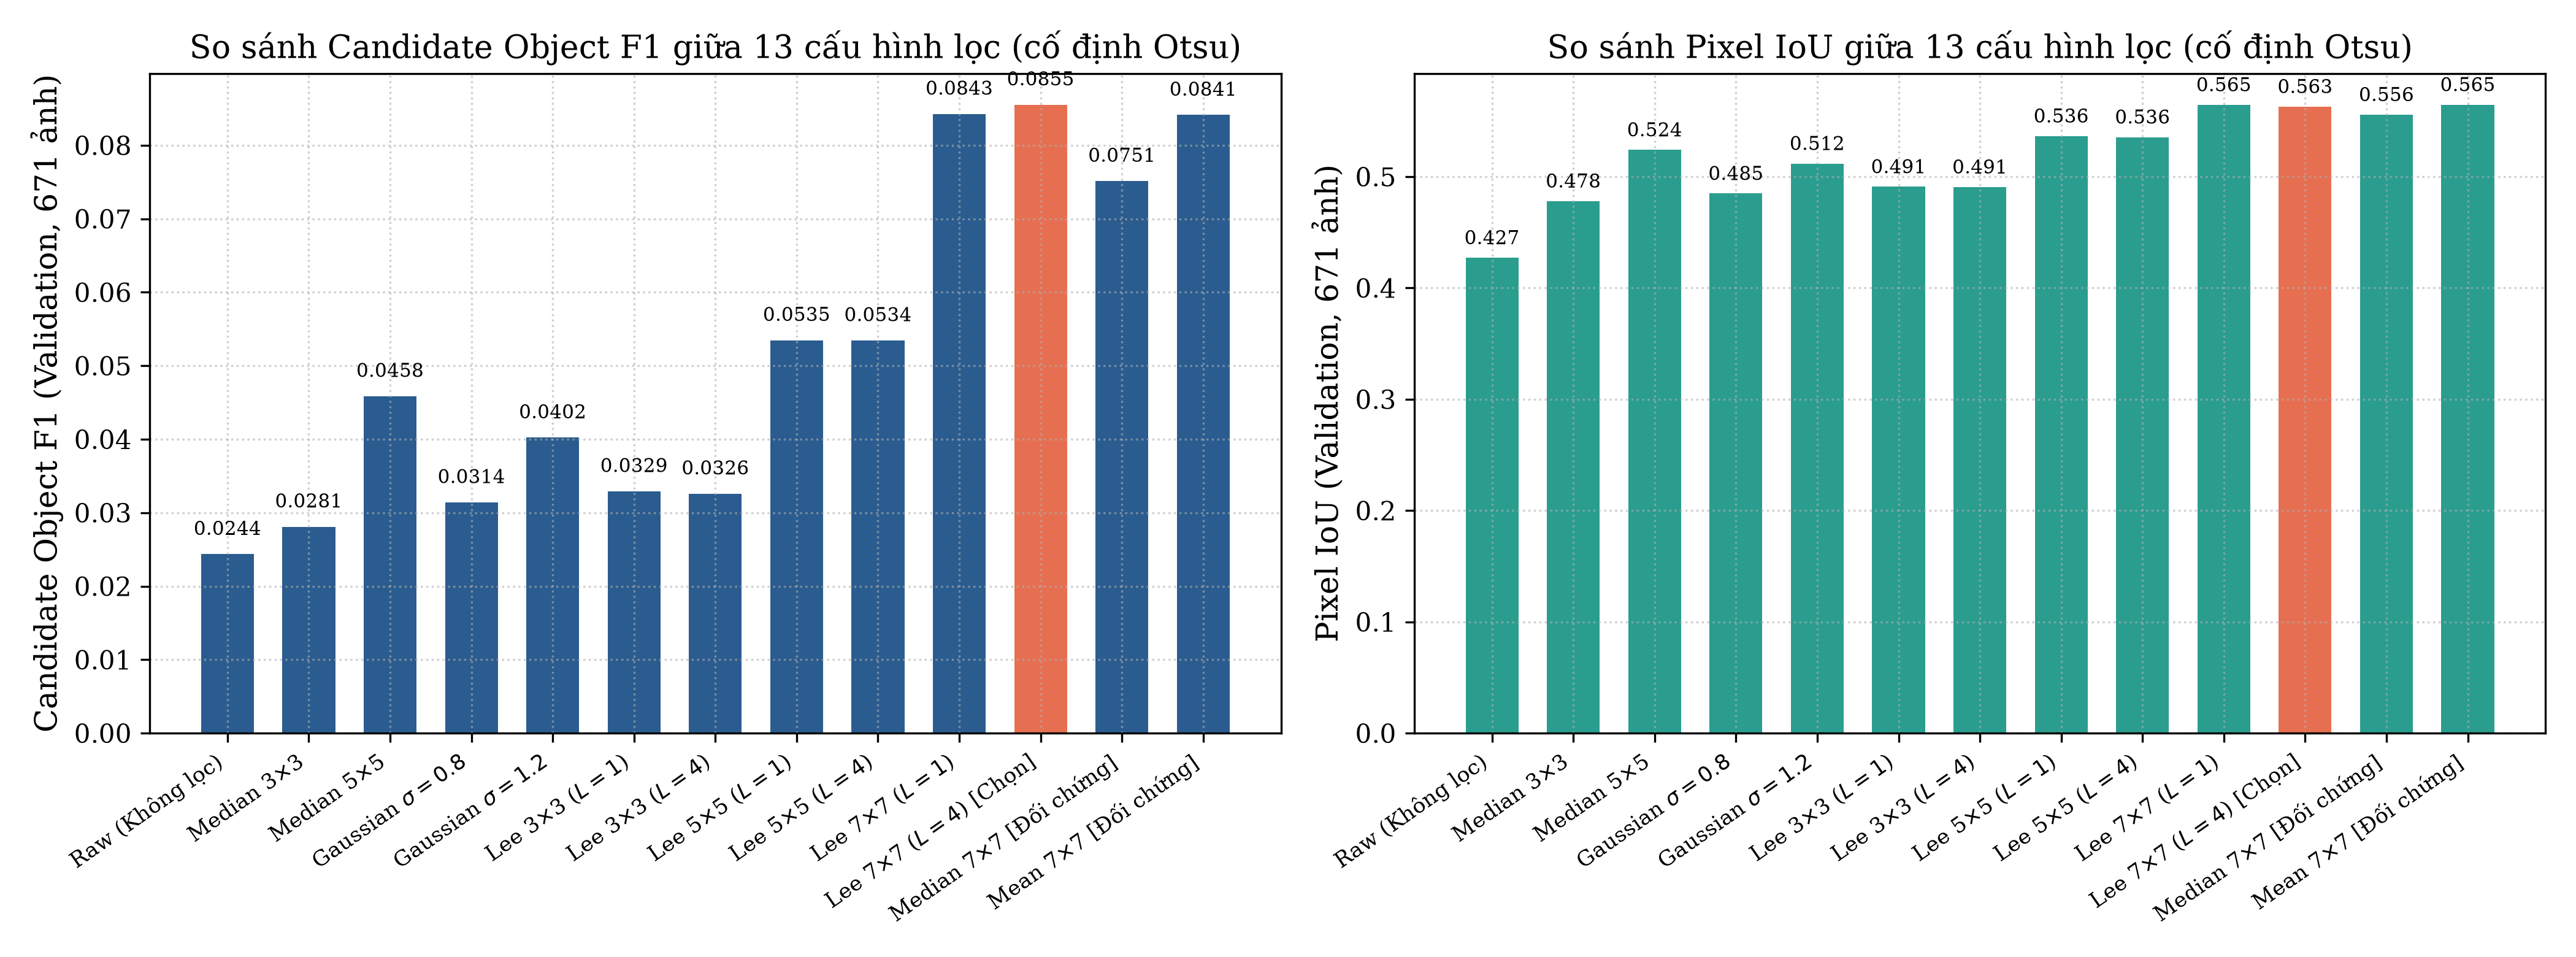 So sánh Candidate Object F1 giữa 13 cấu hình lọc (cố định Otsu)
Candidate Object F1 (Validation, 671 ảnh)
0.08
0.07
0.06
0.05
0.04
0.03
0.02
0.01
0.00
0.0244
0.0281
0.0458
0.0314
0.0402
0.0329
0.0326
0.0535
0.0534
0.0843
0.0855
0.0751
0.0841
Raw (Không lọc)
Median 3×3
Median 5×5
Gaussian σ = 0.8
Gaussian σ = 1.2
Lee 3×3 (L = 1)
Lee 3×3 (L = 4)
Lee 5×5 (L = 1)
Lee 5×5 (L = 4)
Lee 7×7 (L = 1)
Lee 7×7 (L = 4) [Chọn]
Median 7×7 [Đối chứng]
Mean 7×7 [Đối chứng]
So sánh Pixel IoU giữa 13 cấu hình lọc (cố định Otsu)
Pixel IoU (Validation, 671 ảnh)
0.5
0.4
0.3
0.2
0.1
0.0
0.427
0.478
0.524
0.485
0.512
0.491
0.491
0.536
0.536
0.565
0.563
0.556
0.565
Raw (Không lọc)
Median 3×3
Median 5×5
Gaussian σ = 0.8
Gaussian σ = 1.2
Lee 3×3 (L = 1)
Lee 3×3 (L = 4)
Lee 5×5 (L = 1)
Lee 5×5 (L = 4)
Lee 7×7 (L = 1)
Lee 7×7 (L = 4) [Chọn]
Median 7×7 [Đối chứng]
Mean 7×7 [Đối chứng]